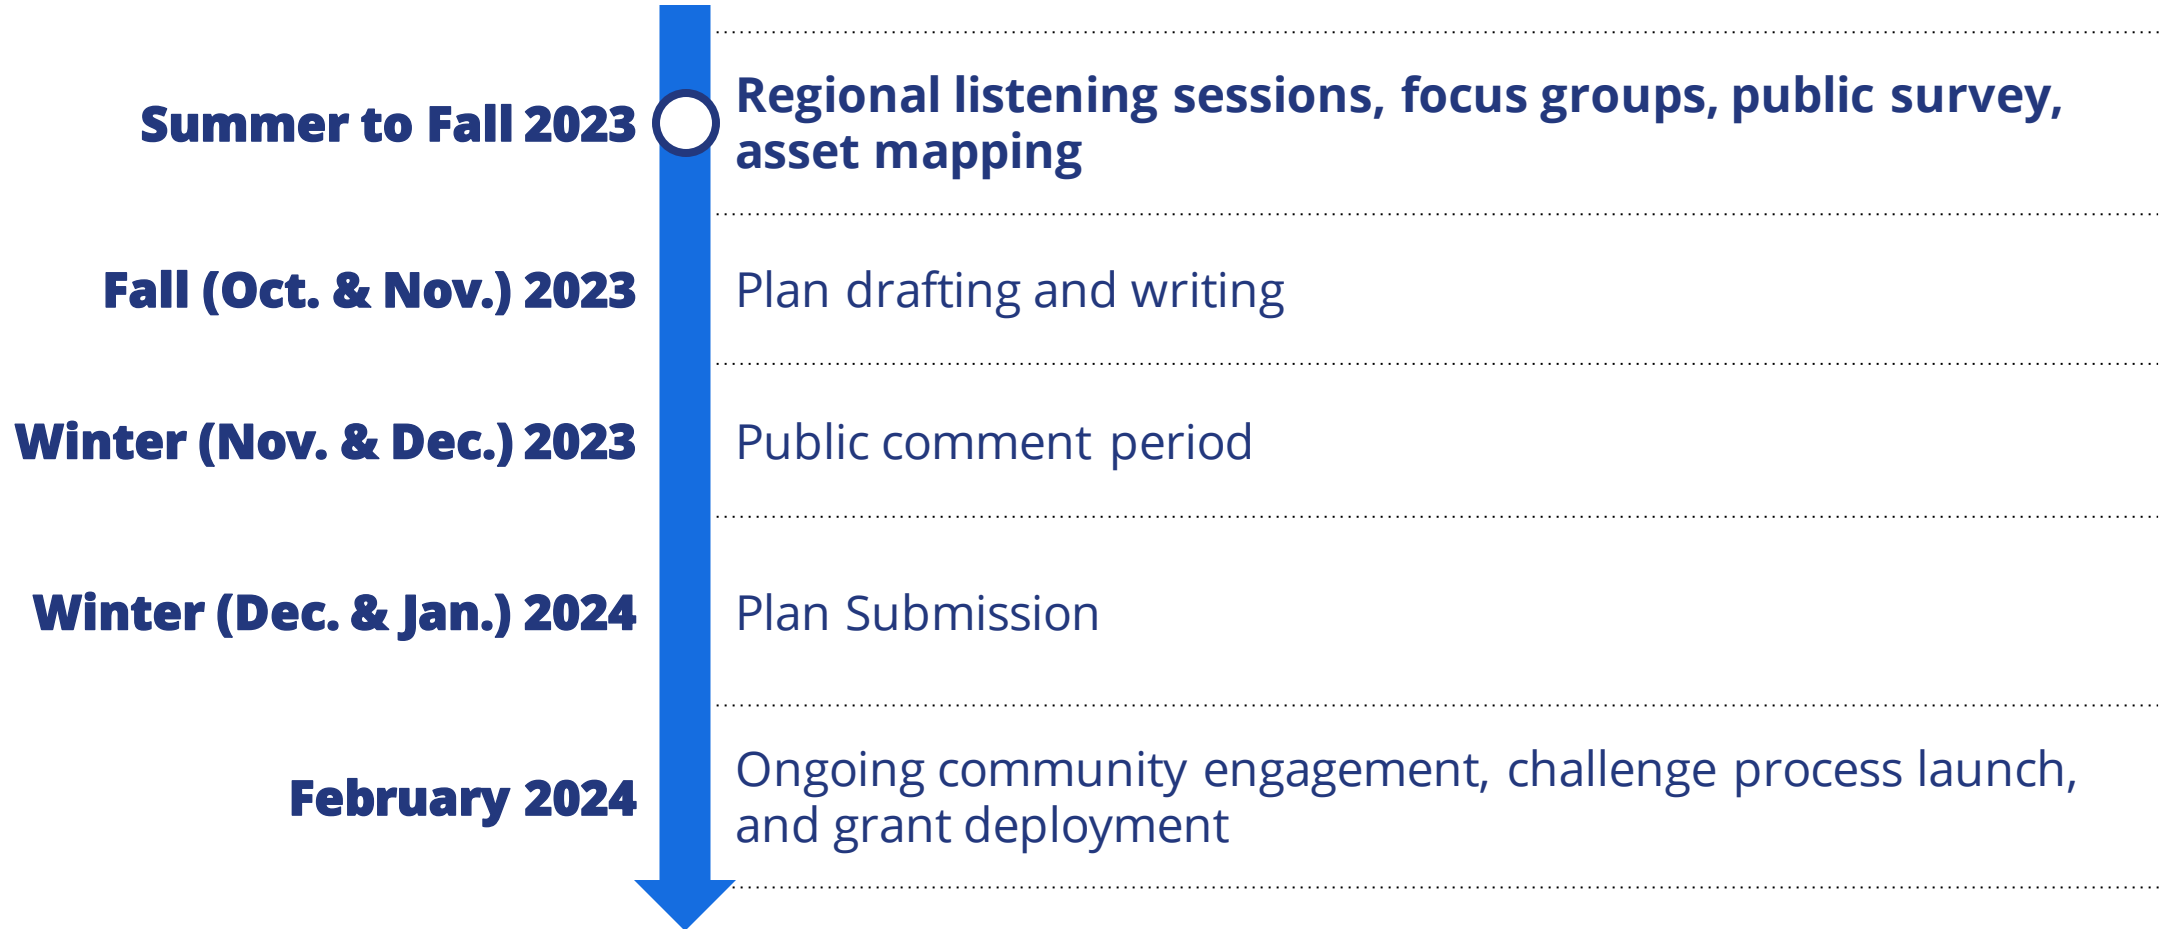 Summer to Fall 2023
Regional listening sessions, focus groups, public survey,
asset mapping
Fall (Oct. & Nov.) 2023
Plan drafting and writing
Winter (Nov. & Dec.) 2023
Public comment period
Winter (Dec. & Jan.) 2024
Plan Submission
February 2024
Ongoing community engagement, challenge process launch,
and grant deployment